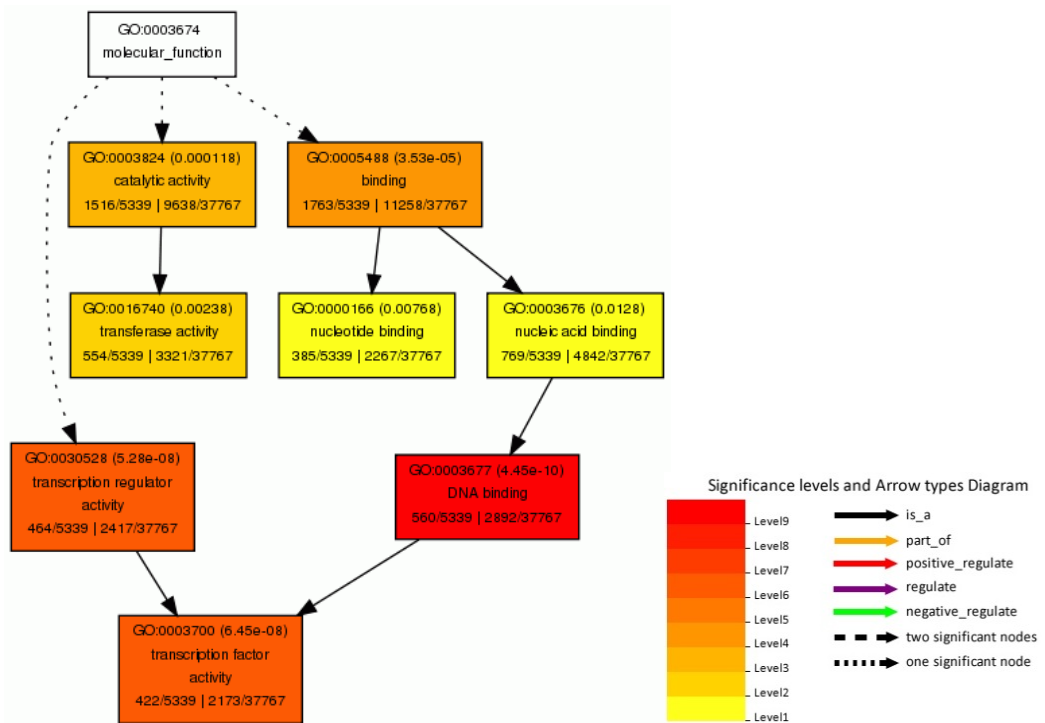 GO:0003674
molecular_function
GO:0003824 (0.000118)
catalytic activity
1516/5339 | 9638/37767
GO:0005488 (3.53e-05)
binding
1763/5339 | 11258/37767
GO:0016740 (0.00238)
transferase activity
554/5339 | 3321/37767
GO:0000166 (0.00768)
nucleotide binding
385/5339 | 2267/37767
GO:0003676 (0.0128)
nucleic acid binding
769/5339 | 4842/37767
GO:0030528 (5.28e-08)
transcription regulator
activity
464/5339 | 2417/37767
GO:0003677 (4.45e-10)
DNA binding
560/5339 | 2892/37767
GO:0003700 (6.45e-08)
transcription factor
activity
422/5339 | 2173/37767
Significance levels and Arrow types Diagram
Level9
Level8
Level7
Level6
Level5
Level4
Level3
Level2
Level1
is_a
part_of
positive_regulate
regulate
negative_regulate
two significant nodes
one significant node